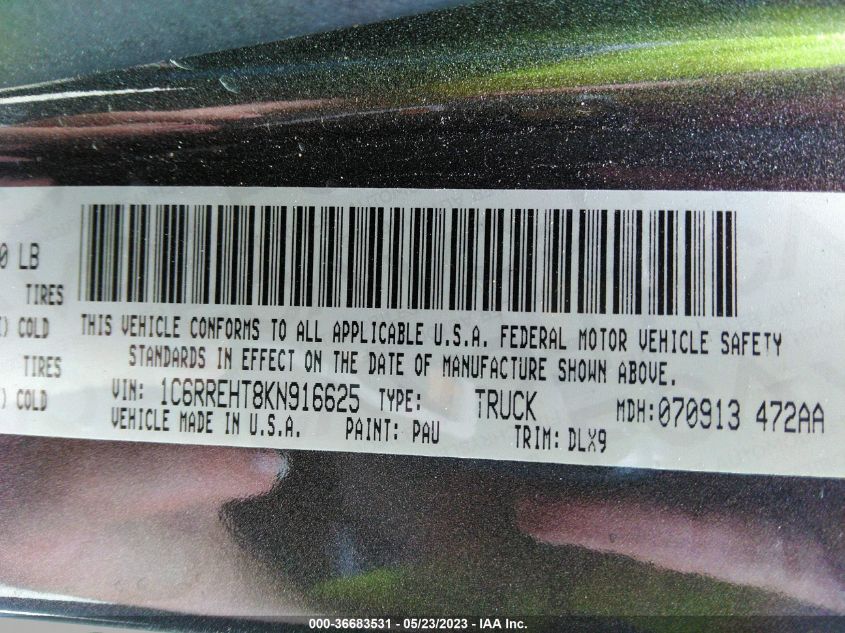 0 LB
TIRES
) COLD
TIRES
) COLD
THIS VEHICLE CONFORMS TO ALL APPLICABLE U.S.A. FEDERAL MOTOR VEHICLE SAFETY
STANDARDS IN EFFECT ON THE DATE OF MANUFACTURE SHOWN ABOVE.
VIN: 1C6RREHT8KN916625 TYPE: TRUCK MDH:070913 472AA
VEHICLE MADE IN U.S.A. PAINT: PAU TRIM: DLX9
000-36683531 - 05/23/2023 - IAA Inc.